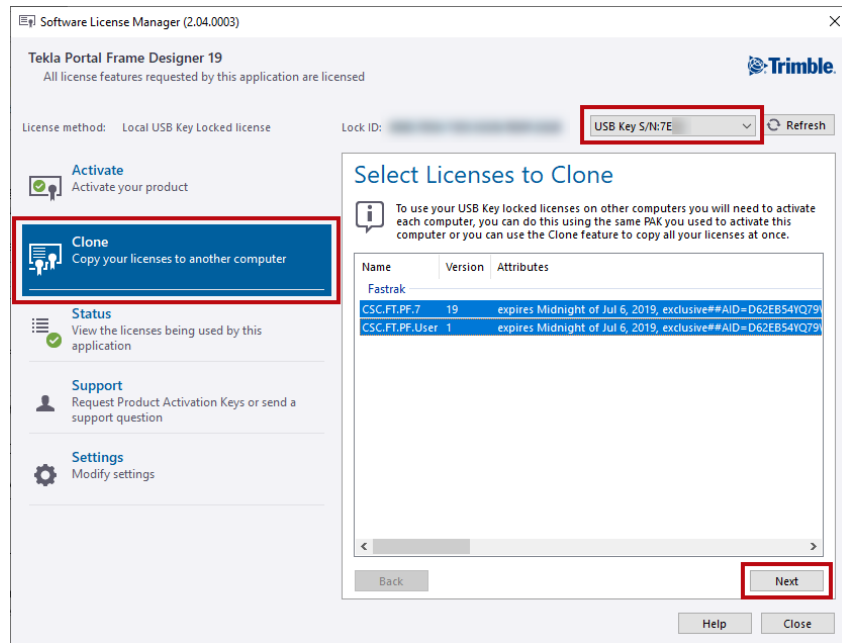 Software License Manager (2.04.0003)
Tekla Portal Frame Designer 19
All license features requested by this application are licensed
Trimble.
License method: Local USB Key Locked license
Lock ID:
USB Key S/N:7E
Refresh
Activate
Activate your product
Clone
Copy your licenses to another computer
Status
View the licenses being used by this
application
Support
Request Product Activation Keys or send a
support question
Settings
Modify settings
Select Licenses to Clone
To use your USB Key locked licenses on other computers you will need to activate
each computer, you can do this using the same PAK you used to activate this
computer or you can use the Clone feature to copy all your licenses at once.
Name Version Attributes
Fastrak
CSC.FT.PF.7 19 expires Midnight of Jul 6, 2019, exclusive##AID=D62EB54YQ79
CSC.FT.PF.User 1 expires Midnight of Jul 6, 2019, exclusive##AID=D62EB54YQ79
Back
Next
Help
Close